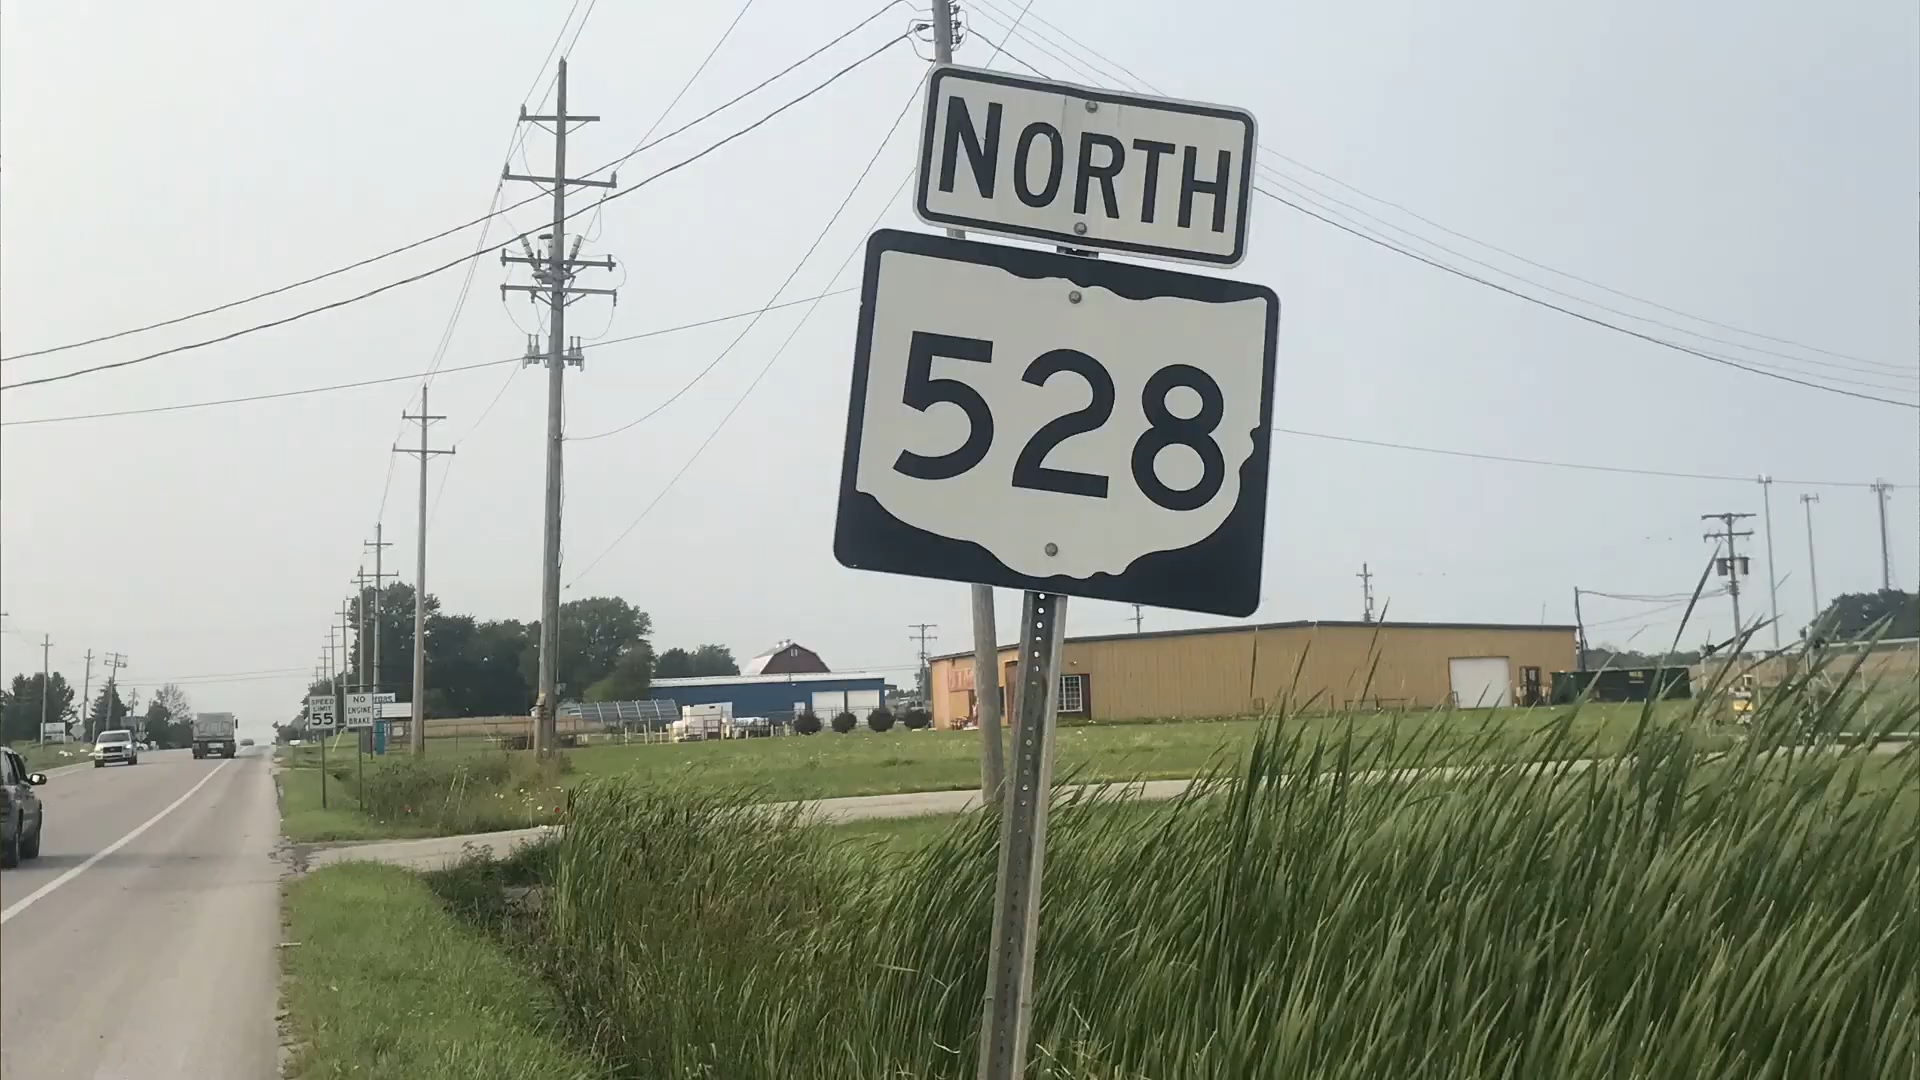 NORTH
528
SPEED
LIMIT
55
NO
ENGINE
BRAKE